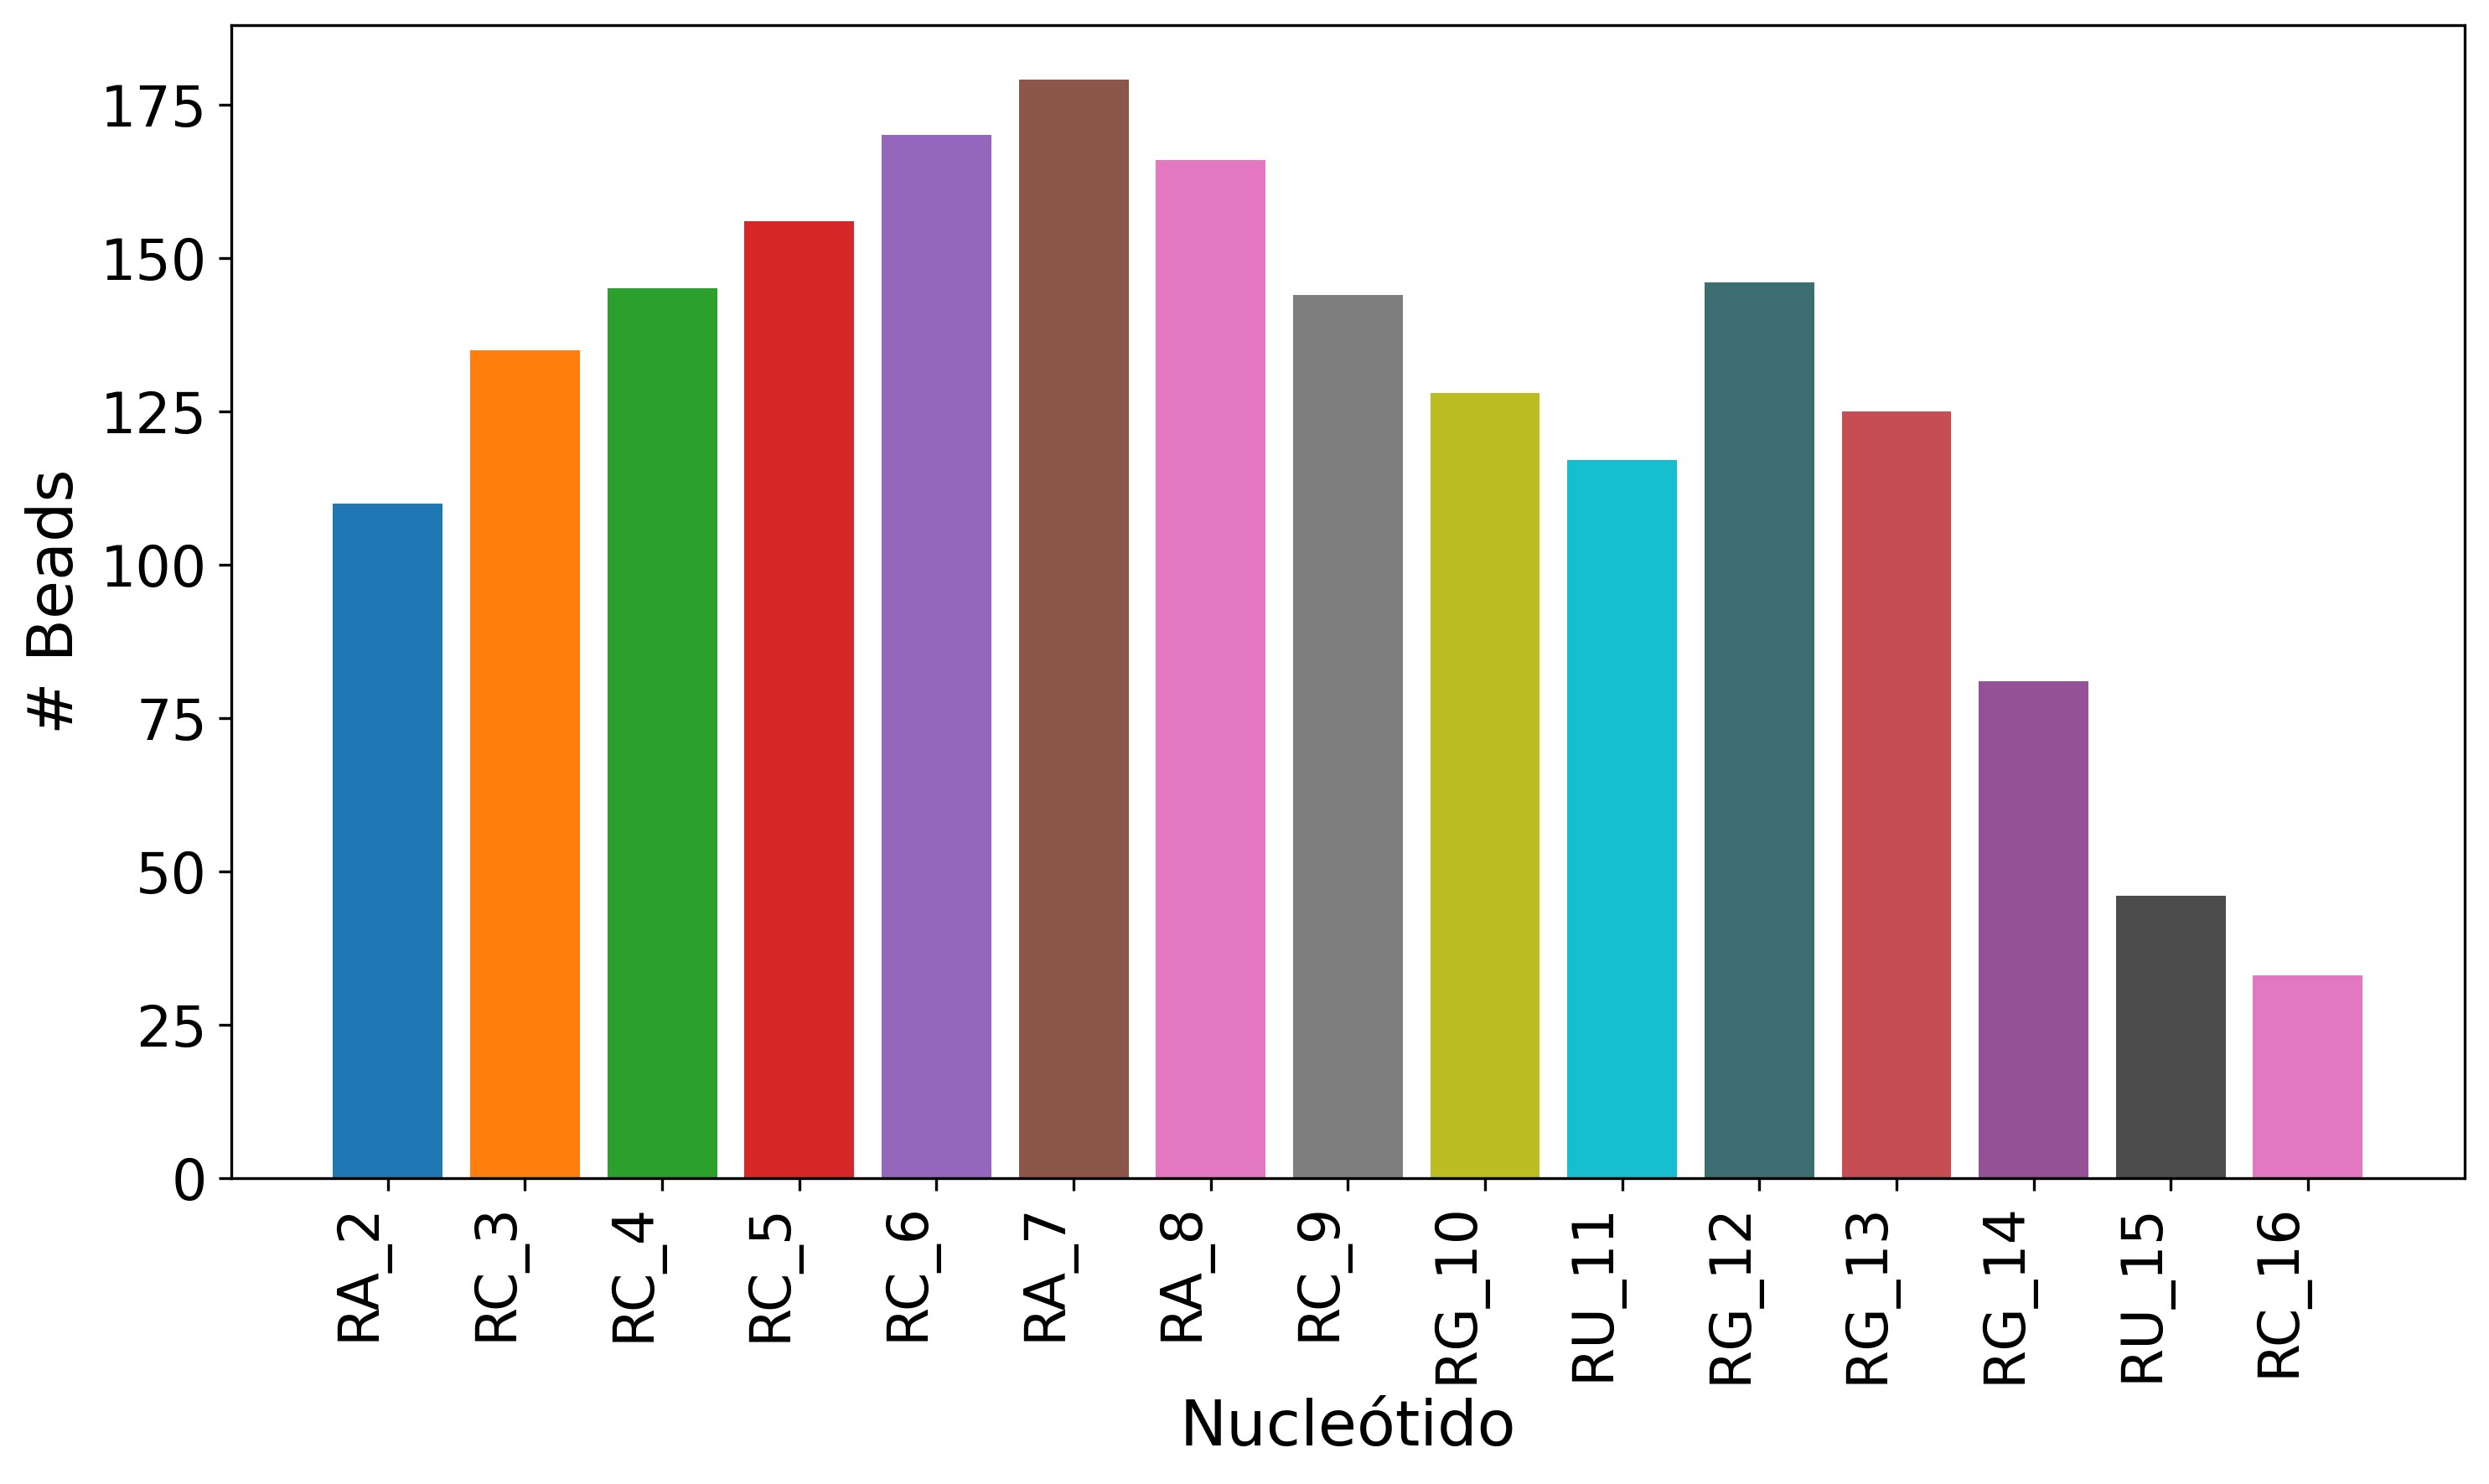 # Beads
175
150
125
100
75
50
25
0
RA_2
RC_3
RC_4
RC_5
RC_6
RA_7
RA_8
RC_9
RG_10
RU_11
RG_12
RG_13
RG_14
RU_15
RC_16
Nucleótido